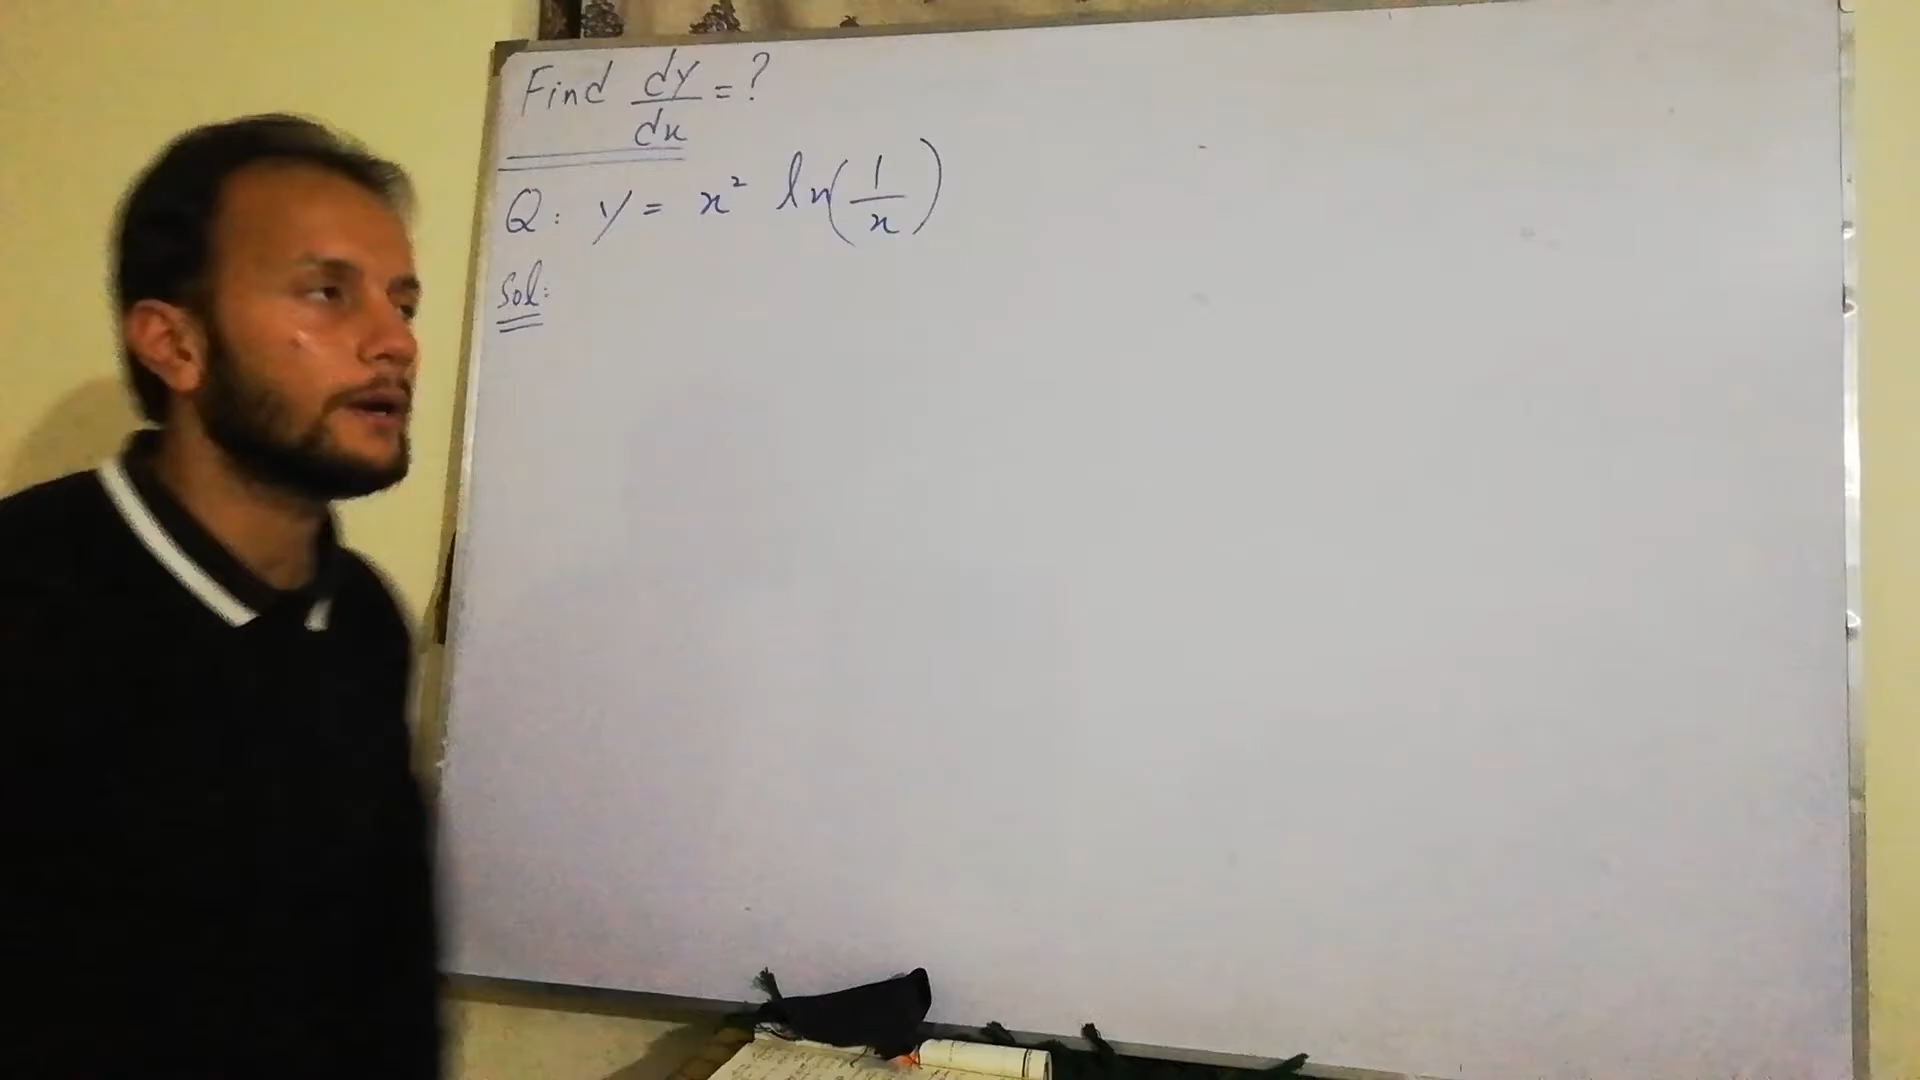 Find dy/dx = ?
Q: y = x² ln(1/x)
Sol: